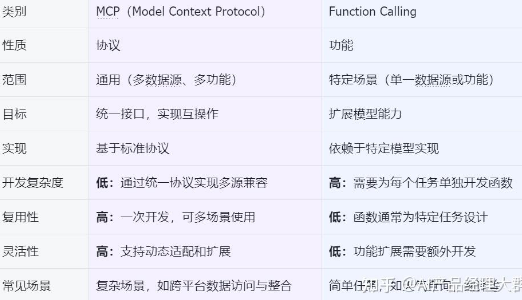 类别 MCP（Model Context Protocol） Function Calling
性质 协议 功能
范围 通用（多数据源、多功能） 特定场景（单一数据源或功能）
目标 统一接口，实现互操作 扩展模型能力
实现 基于标准协议 依赖于特定模型实现
开发复杂度 低：通过统一协议实现多源兼容 高：需要为每个任务单独开发函数
复用性 高：一次开发，可多场景使用 低：函数通常为特定任务设计
灵活性 高：支持动态适配和扩展 低：功能扩展需要额外开发
常见场景 复杂场景，如跨平台数据访问与整合 简单任务，如
知乎 @AI产品经理大群